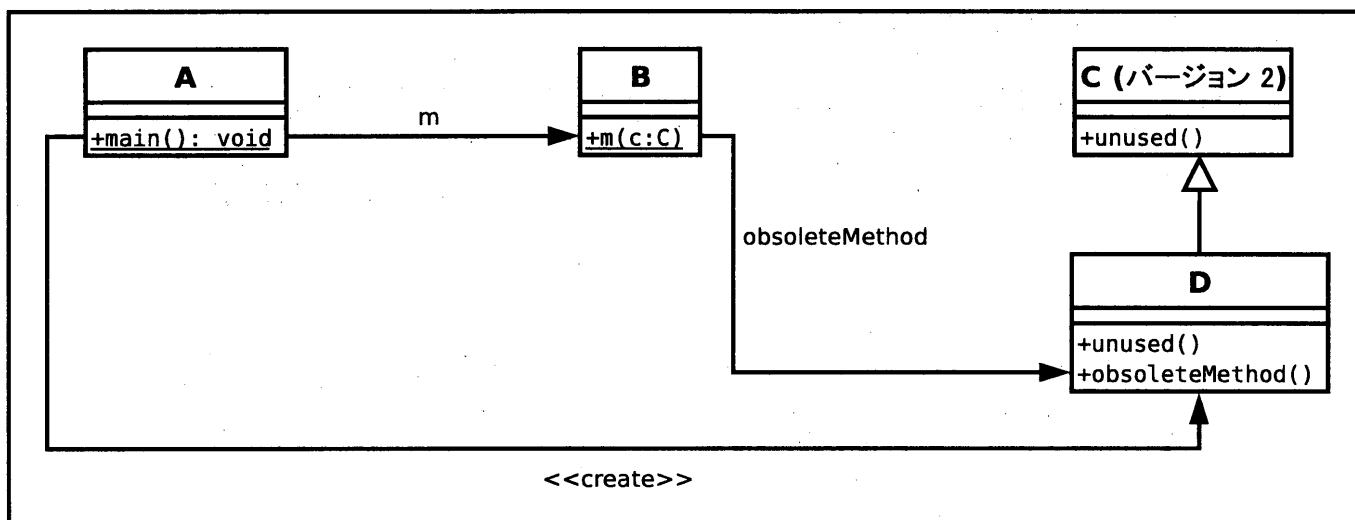 A
+main(): void
m
B
+m(c:C)
C (バージョン 2)
+unused()
obsoleteMethod
D
+unused()
+obsoleteMethod()
<<create>>